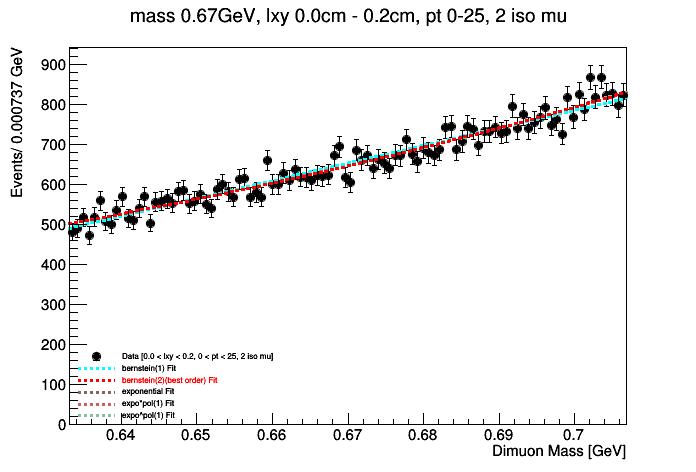 mass 0.67GeV, lxy 0.0cm - 0.2cm, pt 0-25, 2 iso mu
Events/ 0.000737 GeV
900
800
700
600
500
400
300
200
100
0
Data [0.0 < lxy < 0.2, 0 < pt < 25, 2 iso mu]
bernstein(1) Fit
bernstein(2)(best order) Fit
exponential Fit
expo*pol(1) Fit
expo^pol(1) Fit
0.64 0.65 0.66 0.67 0.68 0.69 0.7
Dimuon Mass [GeV]